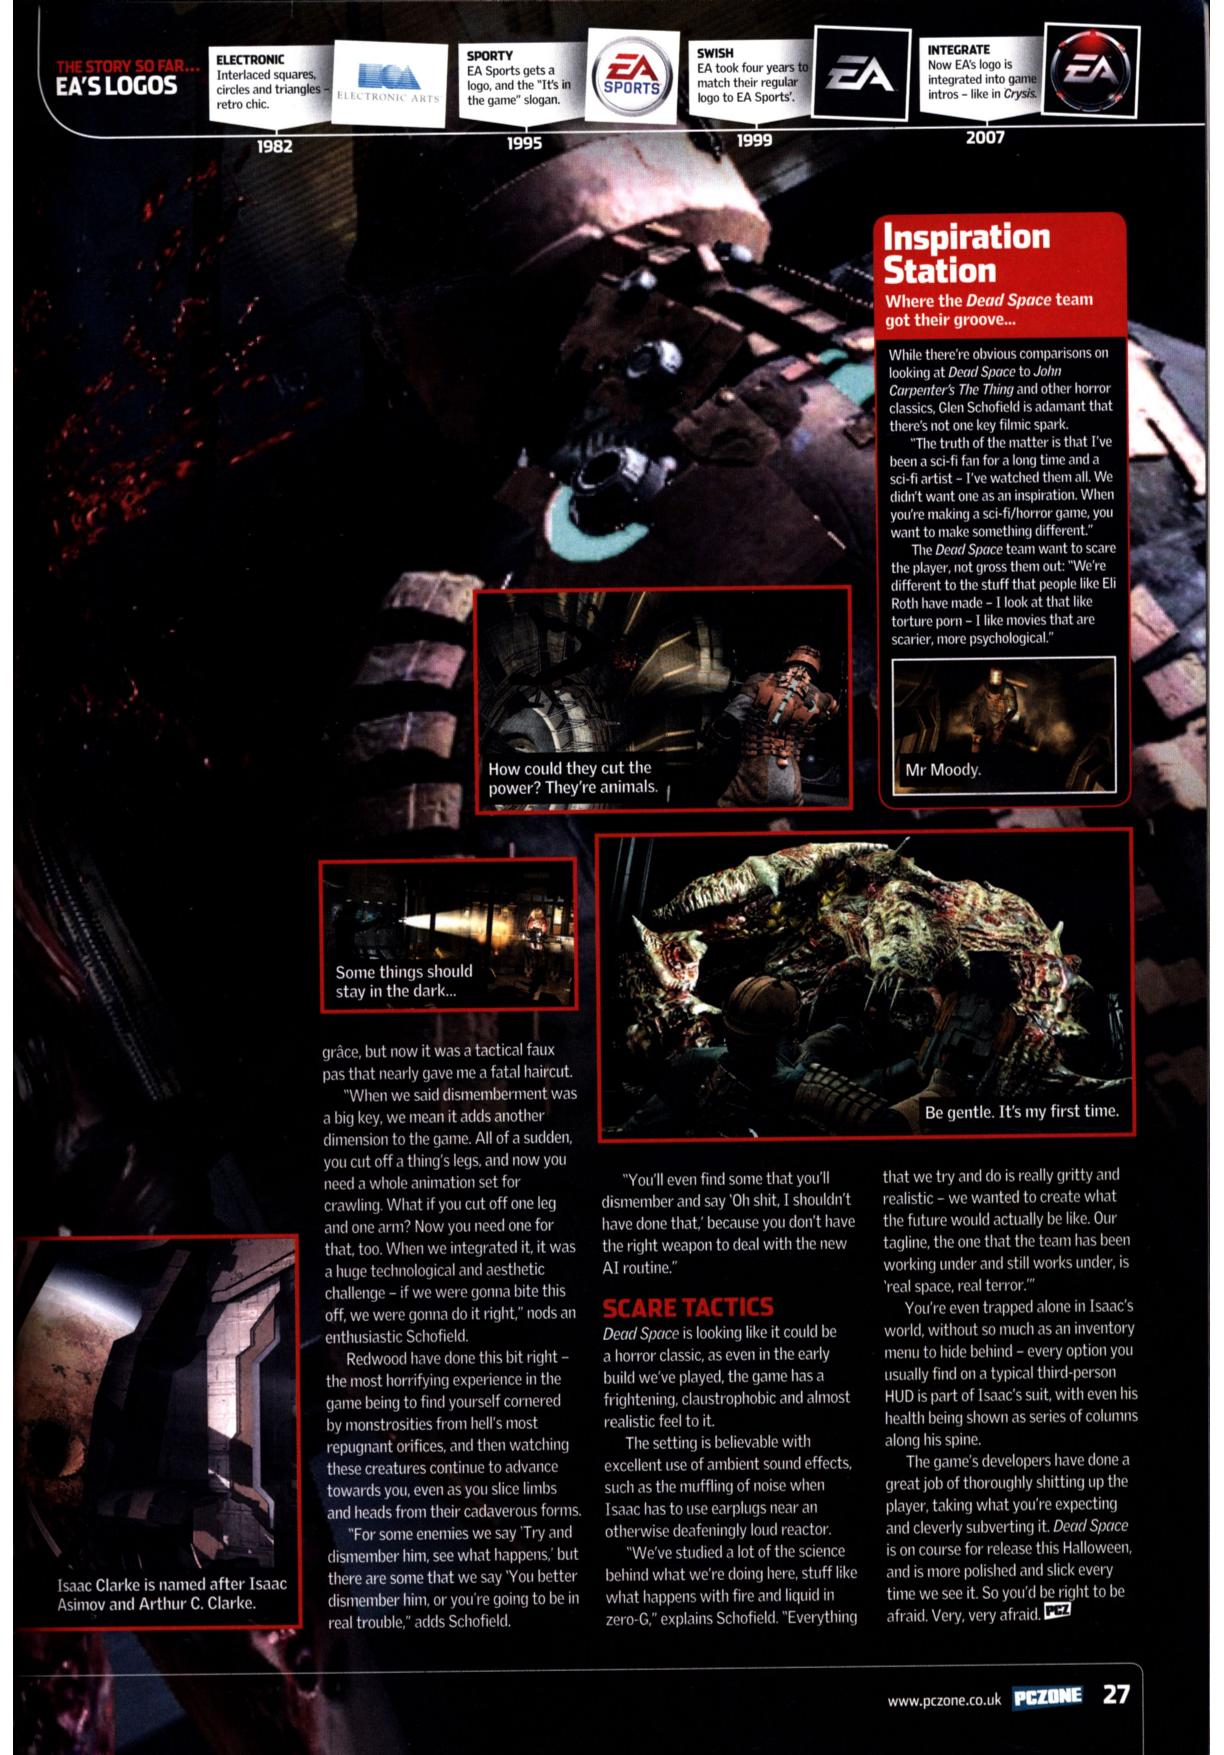 THE STORY SO FAR...
EA'S LOGOS
ELECTRONIC
Interlaced squares,
circles and triangles –
retro chic.
ELECTRONIC ARTS
1982
SPORTY
EA Sports gets a
logo, and the "It's in
the game" slogan.
EA
SPORTS
1995
SWISH
EA took four years to
match their regular
logo to EA Sports'.
EA
1999
INTEGRATE
Now EA's logo is
integrated into game
intros – like in Crysis.
EA
2007
Inspiration
Station
Where the Dead Space team
got their groove...
While there're obvious comparisons on
looking at Dead Space to John
Carpenter's The Thing and other horror
classics, Glen Schofield is adamant that
there's not one key filmic spark.
"The truth of the matter is that I've
been a sci-fi fan for a long time and a
sci-fi artist – I've watched them all. We
didn't want one as an inspiration. When
you're making a sci-fi/horror game, you
want to make something different."
The Dead Space team want to scare
the player, not gross them out: "We're
different to the stuff that people like Eli
Roth have made – I look at that like
torture porn – I like movies that are
scarier, more psychological."
Mr Moody.
How could they cut the
power? They're animals.
Some things should
stay in the dark...
Be gentle. It's my first time.
Isaac Clarke is named after Isaac
Asimov and Arthur C. Clarke.
grâce, but now it was a tactical faux
pas that nearly gave me a fatal haircut.
"When we said dismemberment was
a big key, we mean it adds another
dimension to the game. All of a sudden,
you cut off a thing's legs, and now you
need a whole animation set for
crawling. What if you cut off one leg
and one arm? Now you need one for
that, too. When we integrated it, it was
a huge technological and aesthetic
challenge – if we were gonna bite this
off, we were gonna do it right," nods an
enthusiastic Schofield.
Redwood have done this bit right –
the most horrifying experience in the
game being to find yourself cornered
by monstrosities from hell's most
repugnant orifices, and then watching
these creatures continue to advance
towards you, even as you slice limbs
and heads from their cadaverous forms.
"For some enemies we say 'Try and
dismember him, see what happens,' but
there are some that we say 'You better
dismember him, or you're going to be in
real trouble," adds Schofield.
"You'll even find some that you'll
dismember and say 'Oh shit, I shouldn't
have done that,' because you don't have
the right weapon to deal with the new
AI routine."
SCARE TACTICS
Dead Space is looking like it could be
a horror classic, as even in the early
build we've played, the game has a
frightening, claustrophobic and almost
realistic feel to it.
The setting is believable with
excellent use of ambient sound effects,
such as the muffling of noise when
Isaac has to use earplugs near an
otherwise deafeningly loud reactor.
"We've studied a lot of the science
behind what we're doing here, stuff like
what happens with fire and liquid in
zero-G," explains Schofield. "Everything
that we try and do is really gritty and
realistic – we wanted to create what
the future would actually be like. Our
tagline, the one that the team has been
working under and still works under, is
'real space, real terror.'"
You're even trapped alone in Isaac's
world, without so much as an inventory
menu to hide behind – every option you
usually find on a typical third-person
HUD is part of Isaac's suit, with even his
health being shown as series of columns
along his spine.
The game's developers have done a
great job of thoroughly shitting up the
player, taking what you're expecting
and cleverly subverting it. Dead Space
is on course for release this Halloween,
and is more polished and slick every
time we see it. So you'd be right to be
afraid. Very, very afraid. PCZ
www.pczone.co.uk PCZONE 27